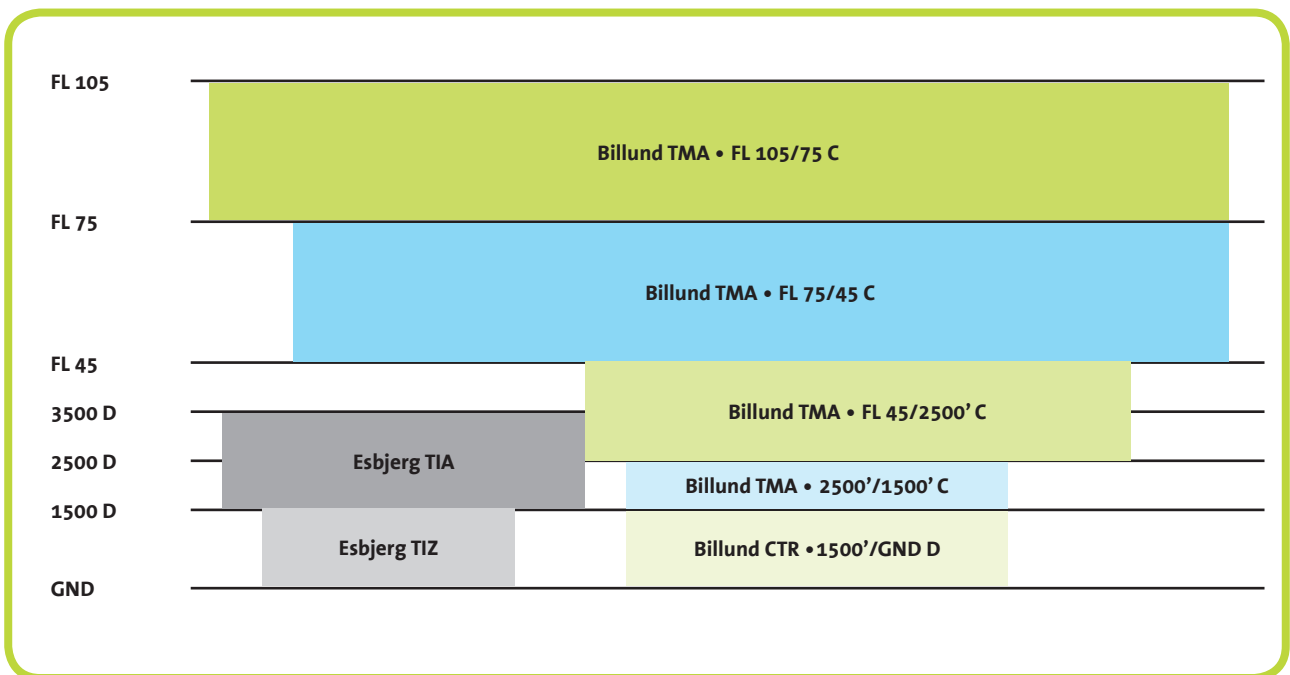 FL 105
Billund TMA • FL 105/75 C
FL 75
Billund TMA • FL 75/45 C
FL 45
3500 D
Billund TMA • FL 45/2500’ C
2500 D
Esbjerg TIA
Billund TMA • 2500’/1500’ C
1500 D
Esbjerg TIZ
Billund CTR •1500’/GND D
GND